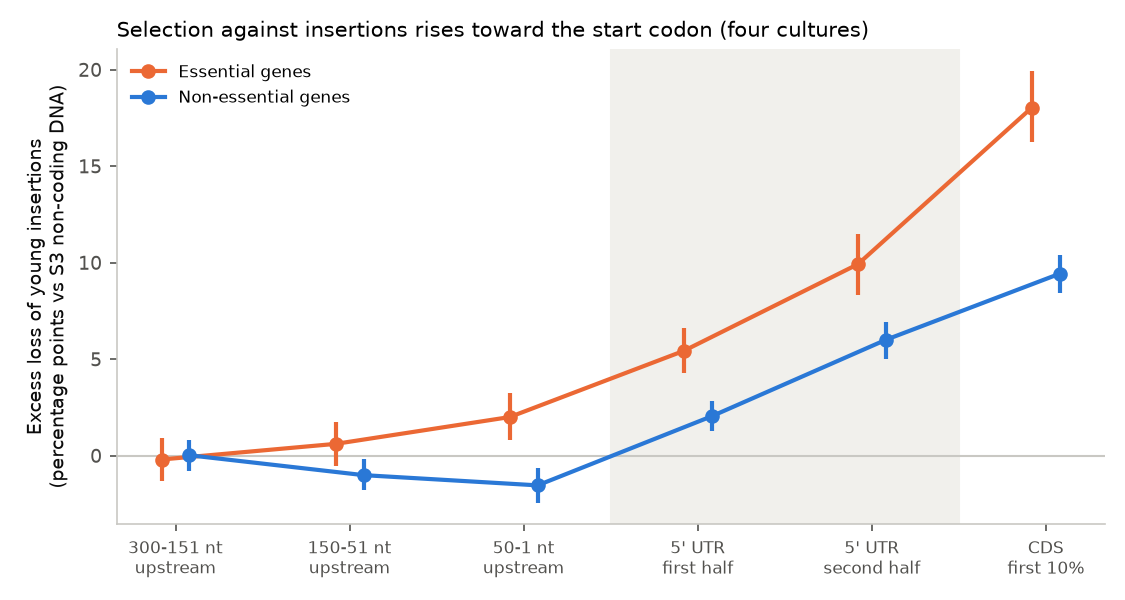 Selection against insertions rises toward the start codon (four cultures)
Essential genes
Non-essential genes
Excess loss of young insertions
(percentage points vs S3 non-coding DNA)
20
15
10
5
0
300-151 nt
upstream
150-51 nt
upstream
50-1 nt
upstream
5' UTR
first half
5' UTR
second half
CDS
first 10%